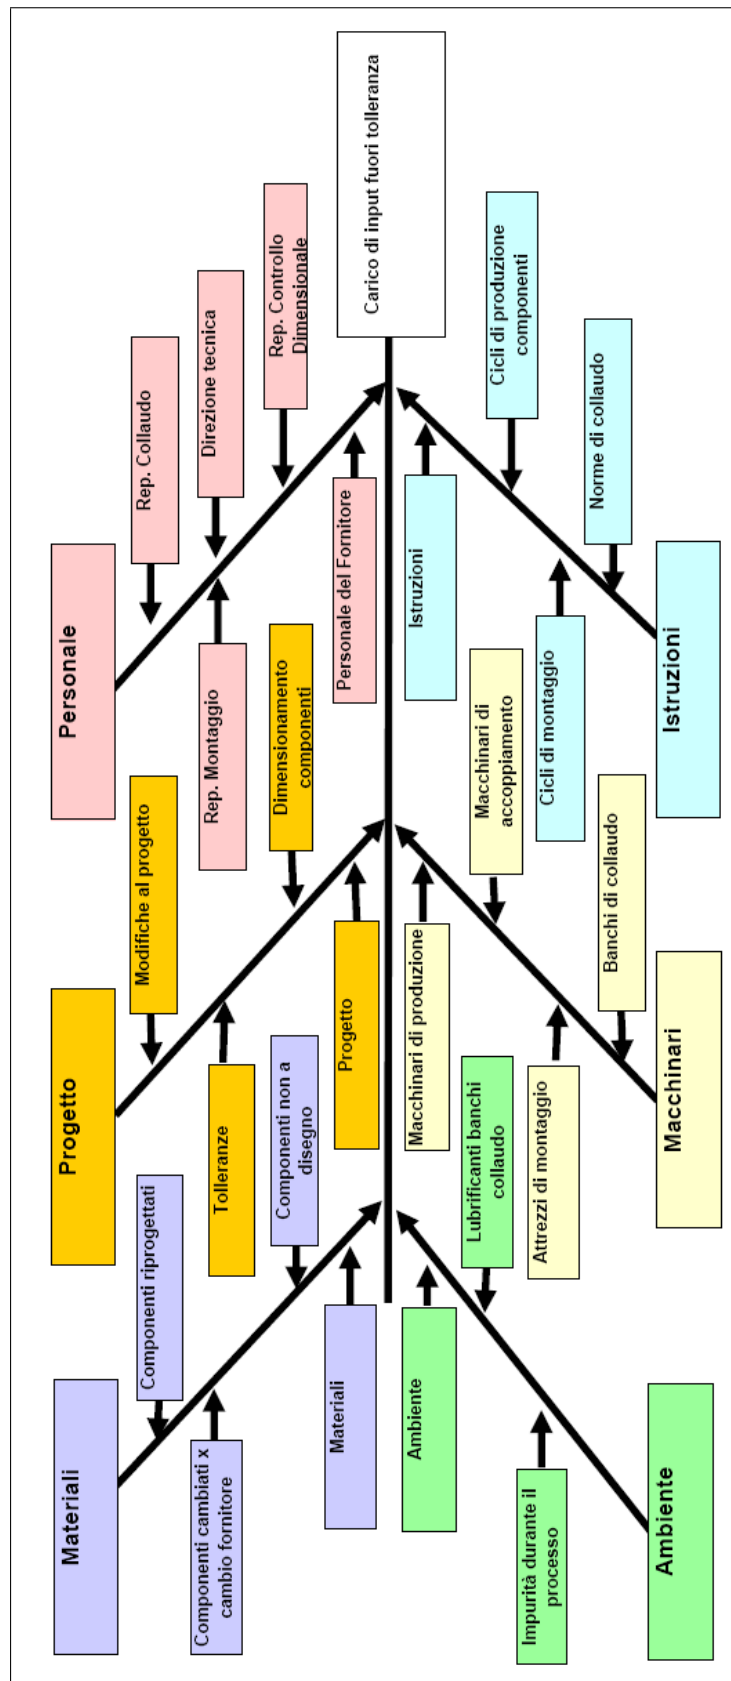 Materiali
Progetto
Personale
Componenti riprogettati
Modifiche al progetto
Rep. Collaudo
Componenti cambiati x
cambio fornitore
Tolleranze
Rep. Montaggio
Direzione tecnica
Componenti non a
disegno
Dimensionamento
componenti
Rep. Controllo
Dimensionale
Materiali
Progetto
Personale del Fornitore
Carico di input fuori tolleranza
Ambiente
Macchinari di produzione
Istruzioni
Lubrificanti banchi
collaudo
Macchinari di
accoppiamento
Cicli di produzione
componenti
Impurità durante il
processo
Attrezzi di montaggio
Cicli di montaggio
Banchi di collaudo
Norme di collaudo
Ambiente
Macchinari
Istruzioni